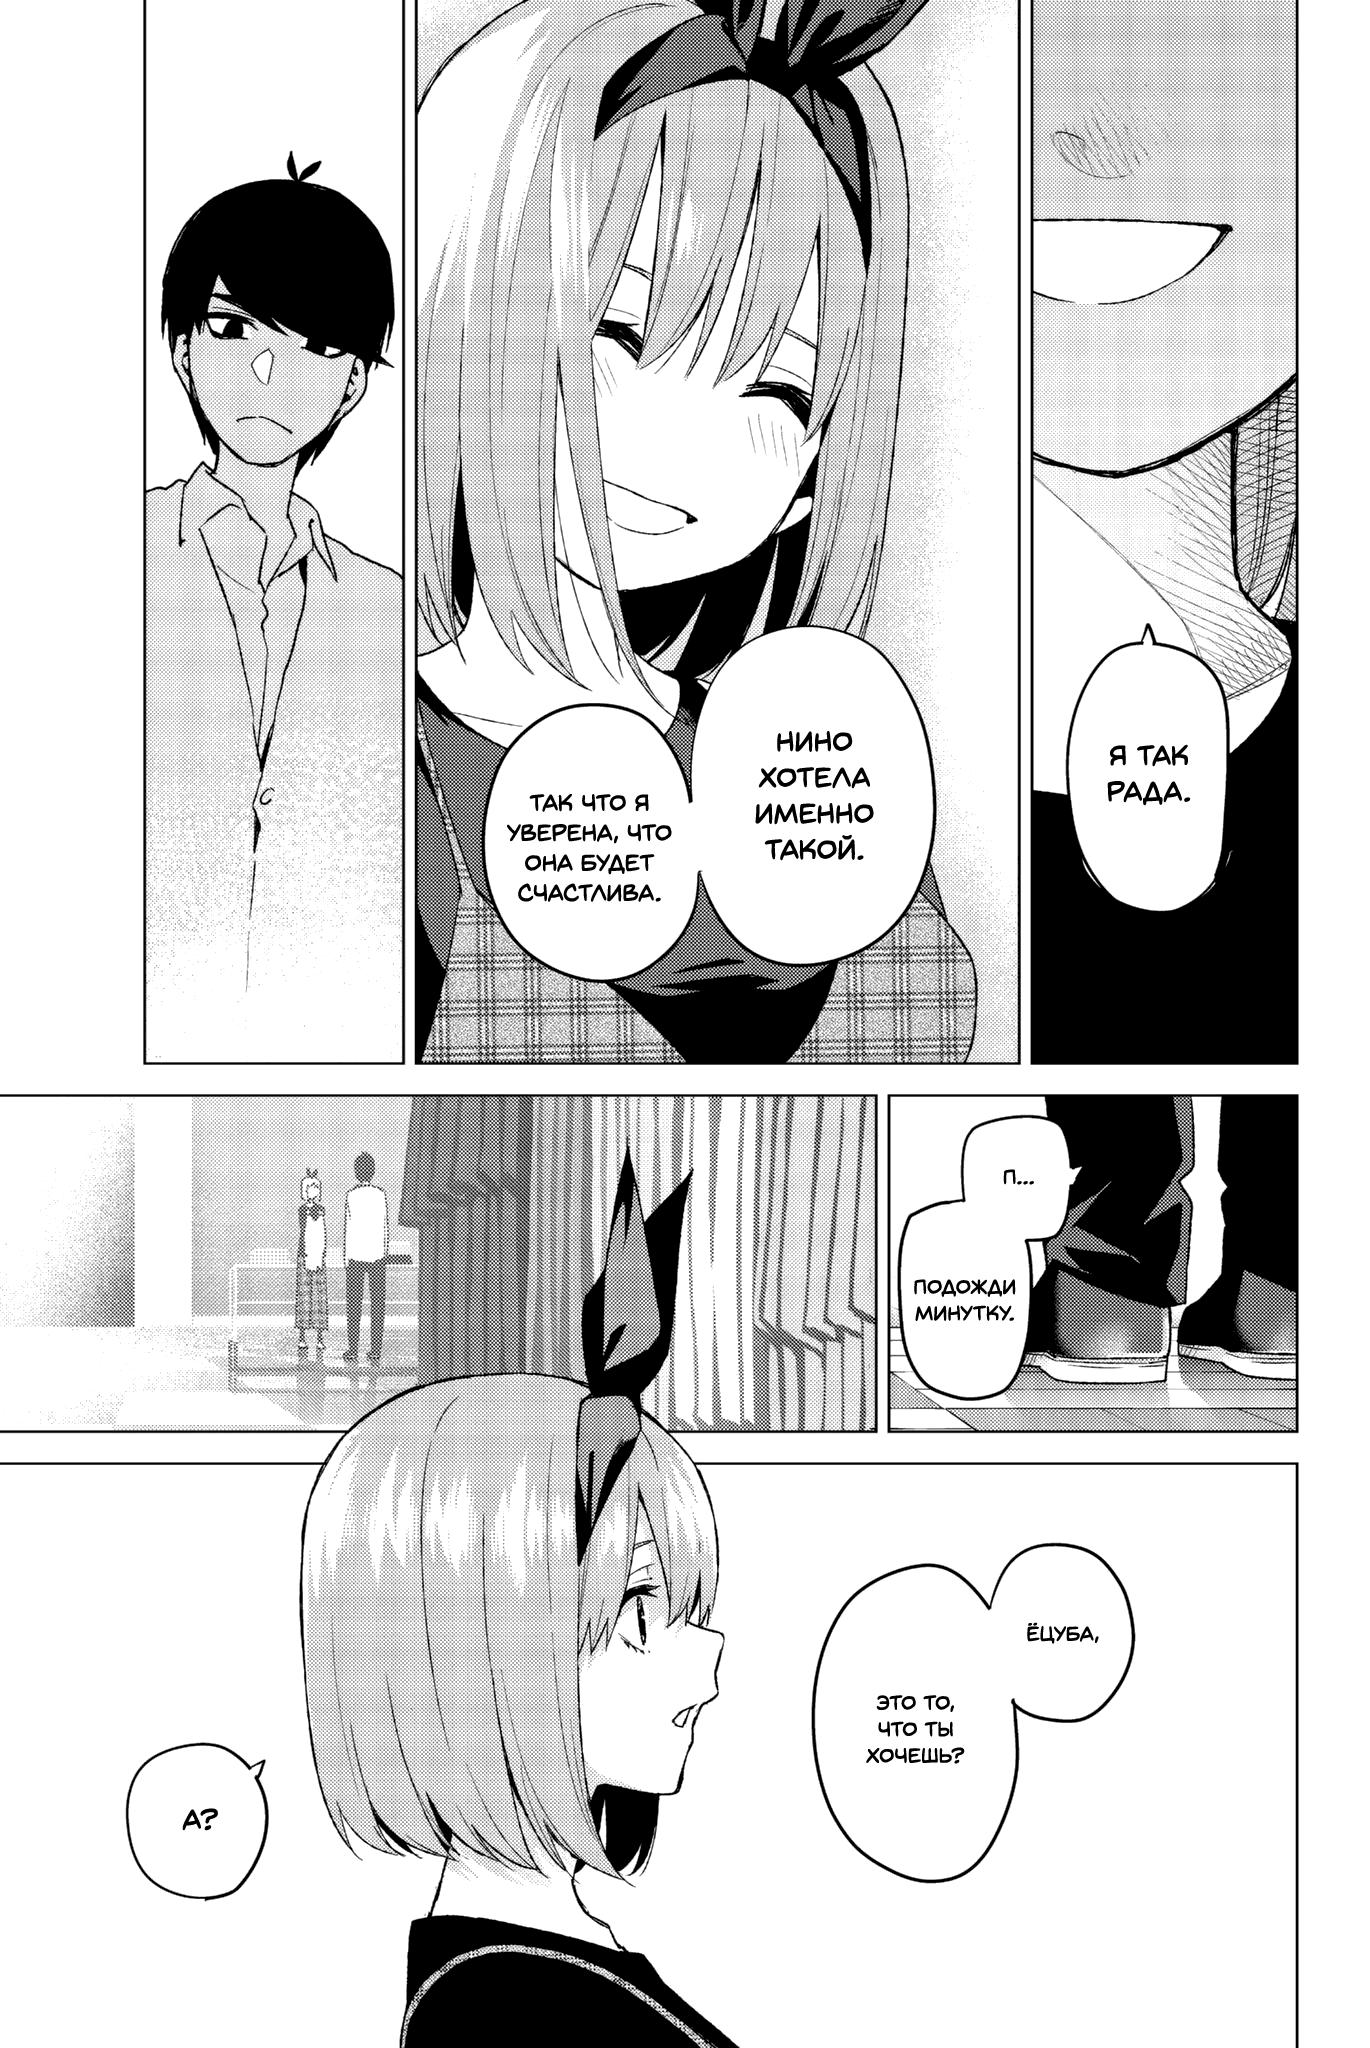 Я ТАК
РАДА.
НИНО
ХОТЕЛА
ИМЕННО
ТАКОЙ.
ТАК ЧТО Я
УВЕРЕНА, ЧТО
ОНА БУДЕТ
СЧАСТЛИВА.
П...
ПОДОЖДИ
МИНУТКУ.
ЁЦУБА,
ЭТО ТО,
ЧТО ТЫ
ХОЧЕШЬ?
А?